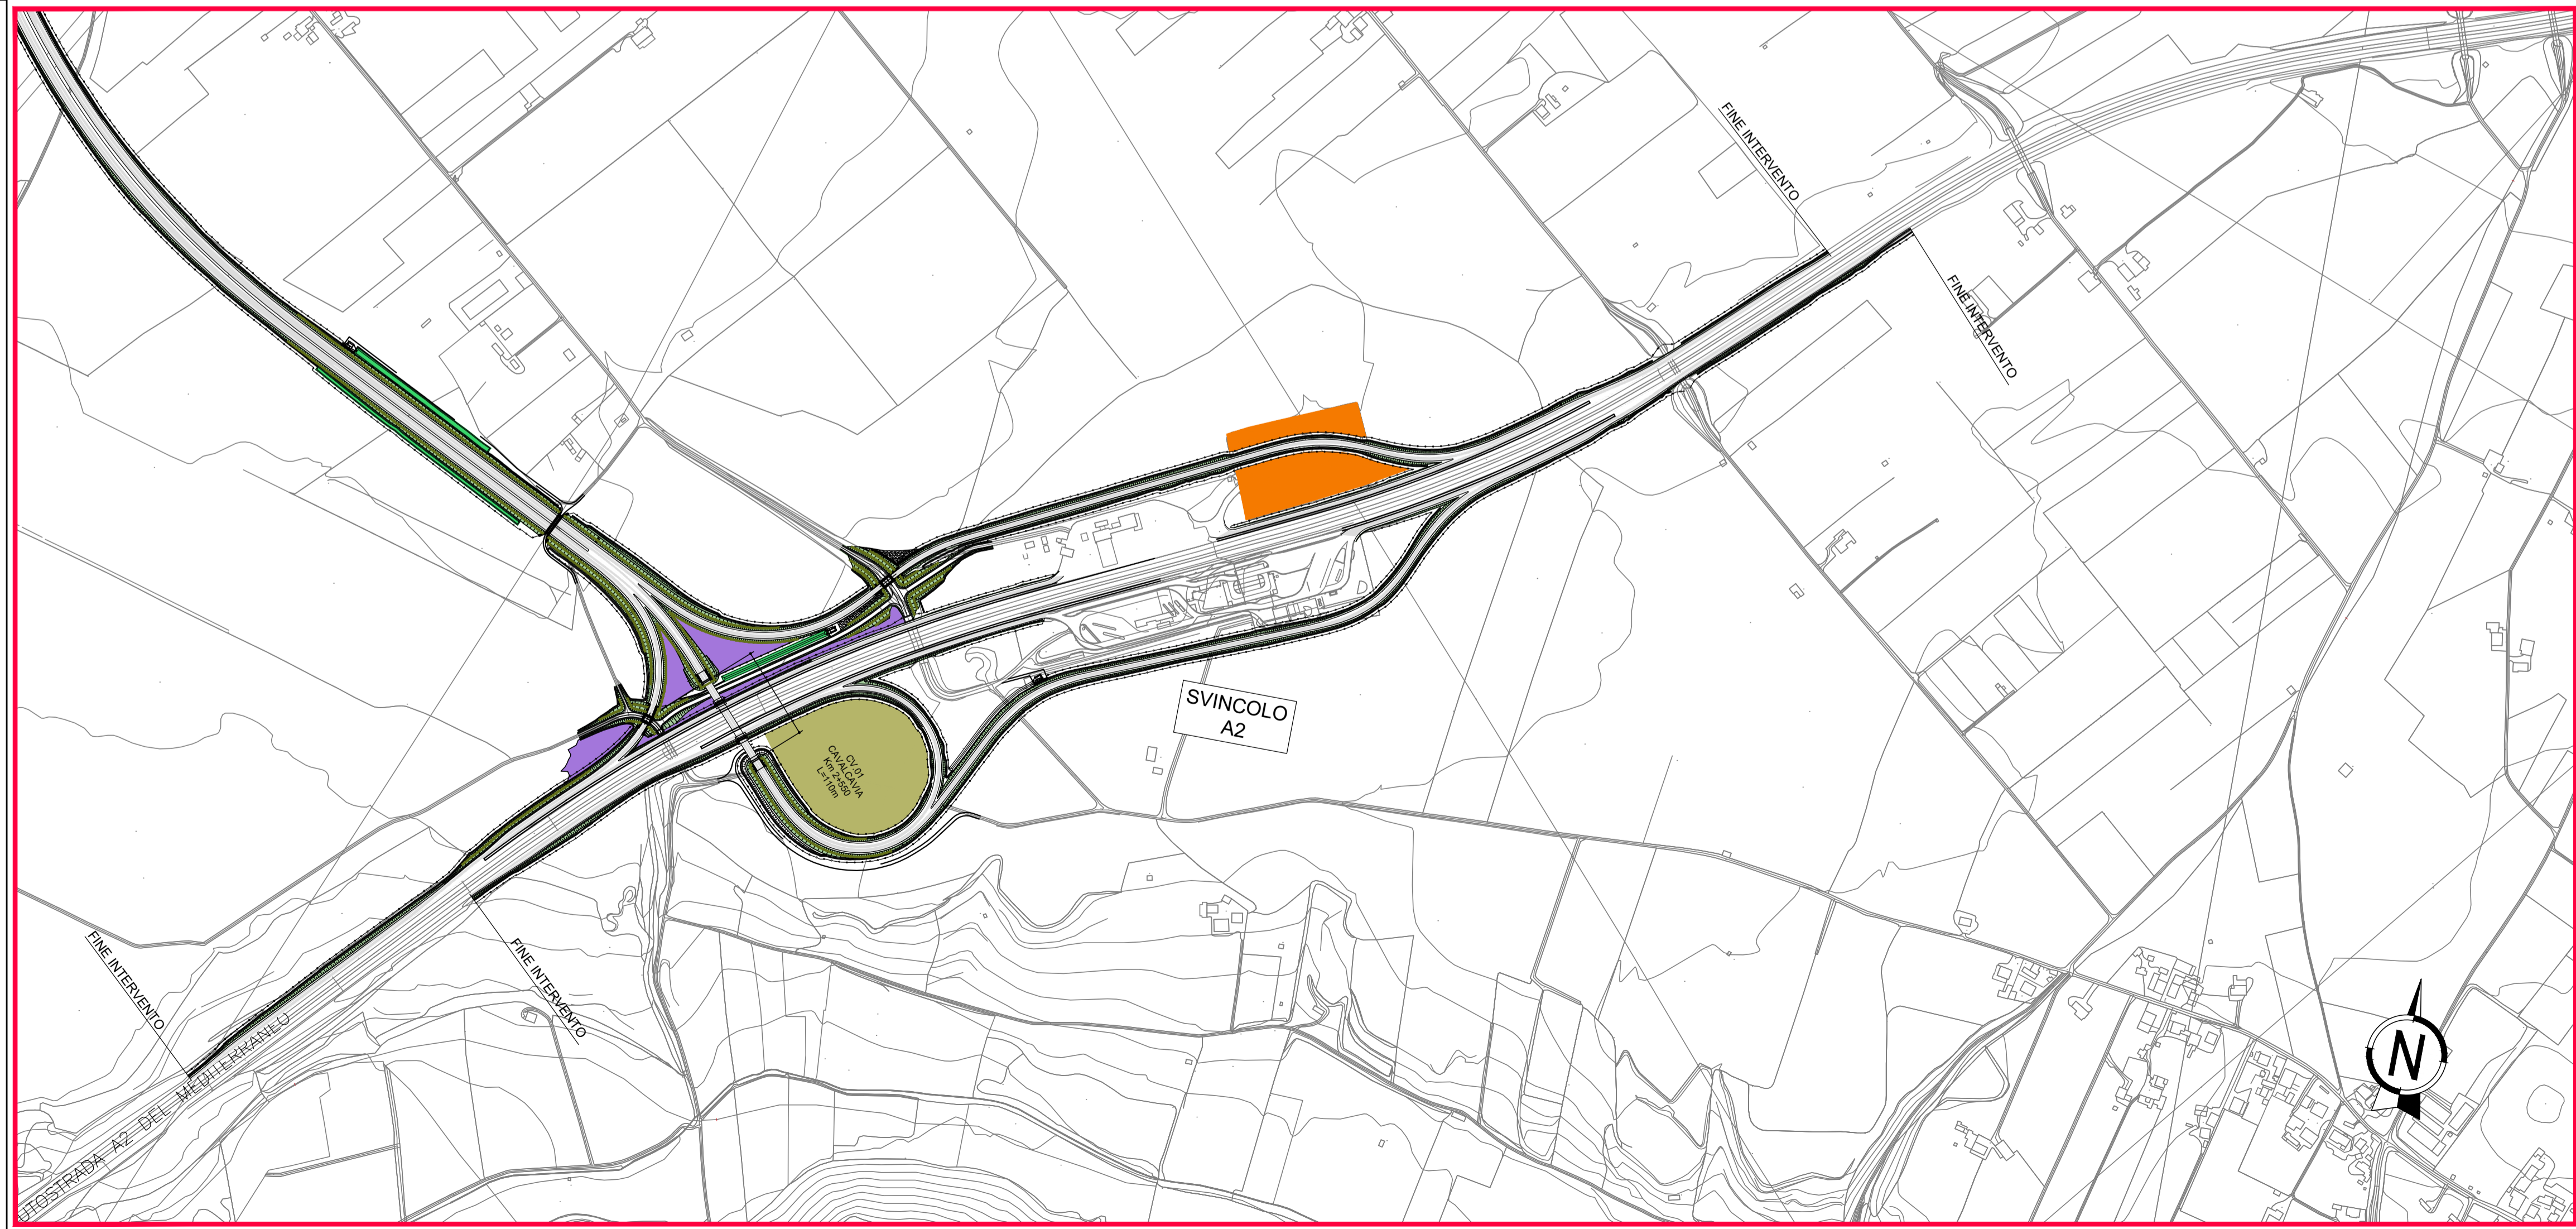 FINE INTERVENTO
FINE INTERVENTO
SVINCOLO
A2
CV.01
CAVALCAVIA
Km 2+550
L=110m
FINE INTERVENTO
FINE INTERVENTO
UTOSTRADA A2 DEL MEDITERRANEO
N